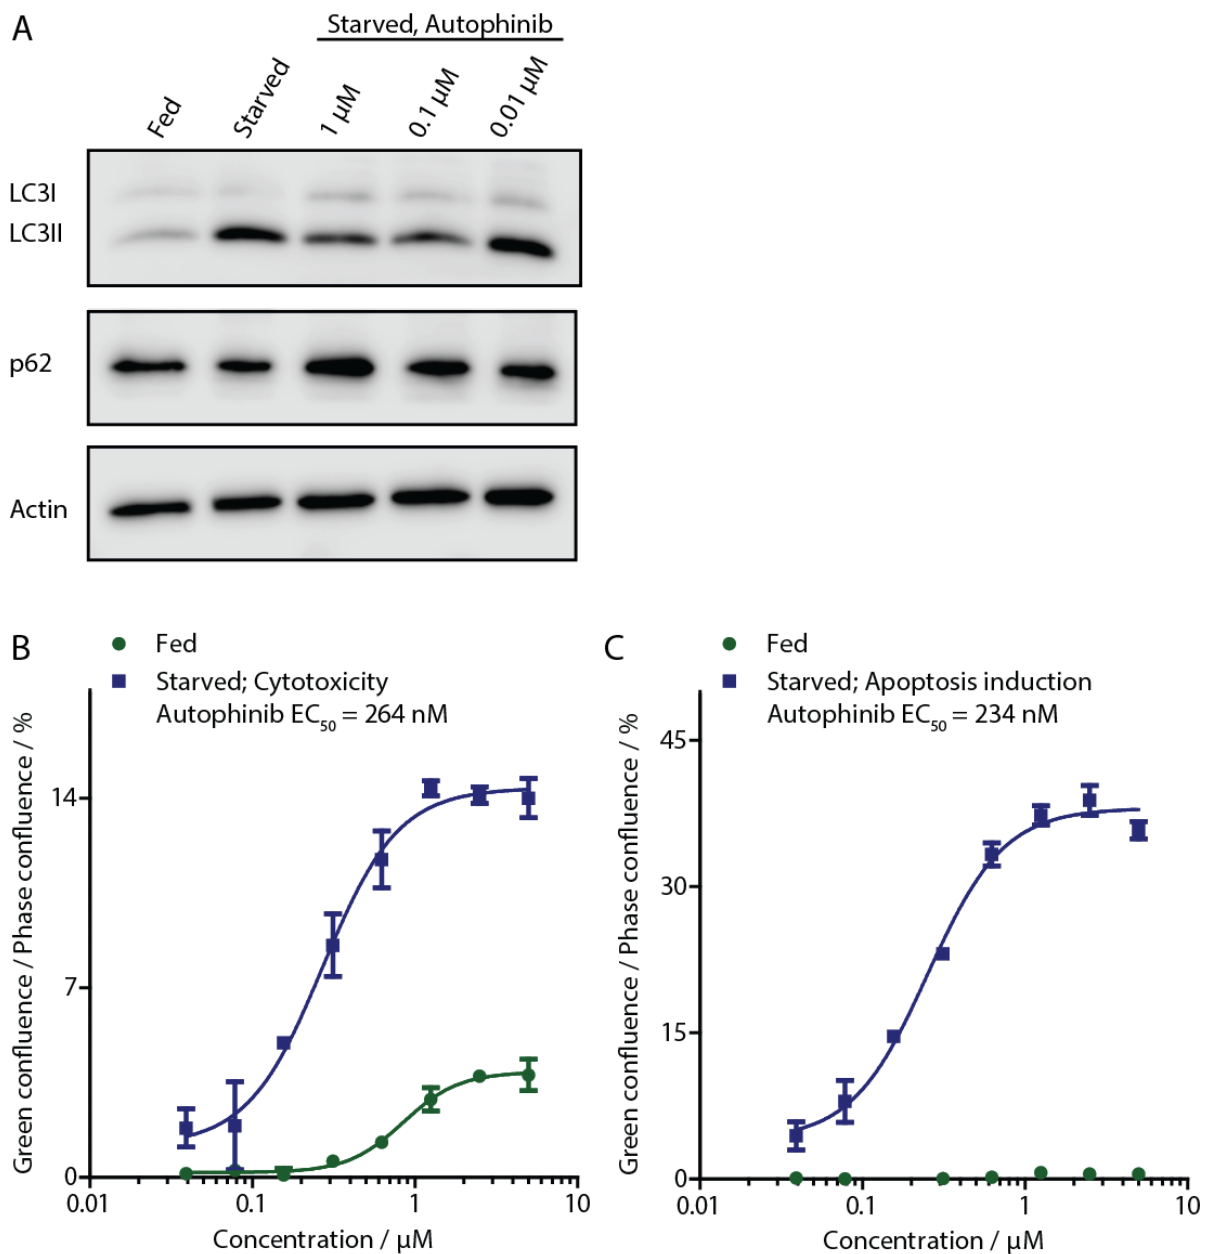 A
Starved, Autophinib
Fed
Starved
1 µM
0.1 µM
0.01 µM
LC3I
LC3II
p62
Actin
B
Fed
Starved; Cytotoxicity
Autophinib EC50 = 264 nM
Green confluence / Phase confluence / %
14
7
0
0.01
0.1
1
10
Concentration / µM
C
Fed
Starved; Apoptosis induction
Autophinib EC50 = 234 nM
Green confluence / Phase confluence / %
45
30
15
0
0.01
0.1
1
10
Concentration / µM